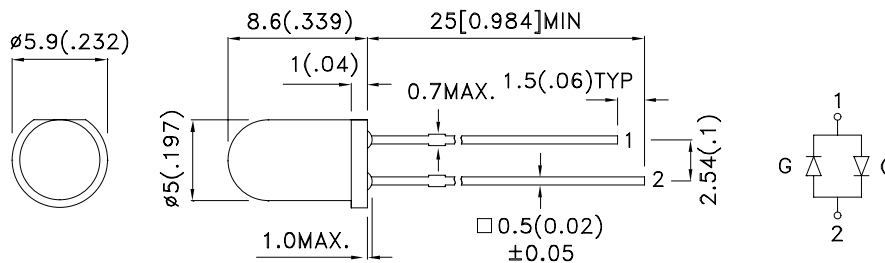 8.6(.339)
25[0.984]MIN
ø5.9(.232)
1(.04)
0.7MAX.
1.5(.06)TYP
ø5(.197)
1
2
2.54(.1)
1.0MAX.
□0.5(0.02)
±0.05
1
G
2